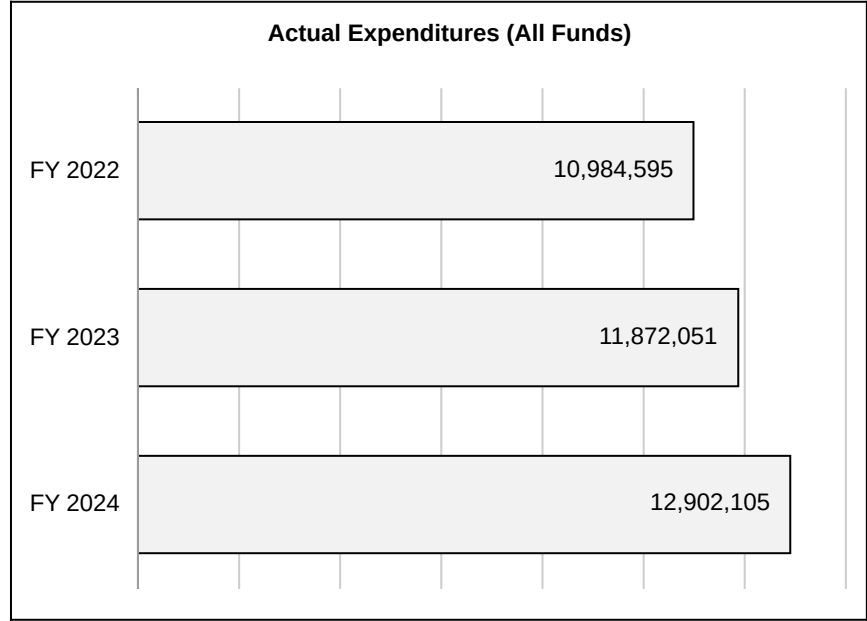 Actual Expenditures (All Funds)
FY 2022 10,984,595
FY 2023 11,872,051
FY 2024 12,902,105